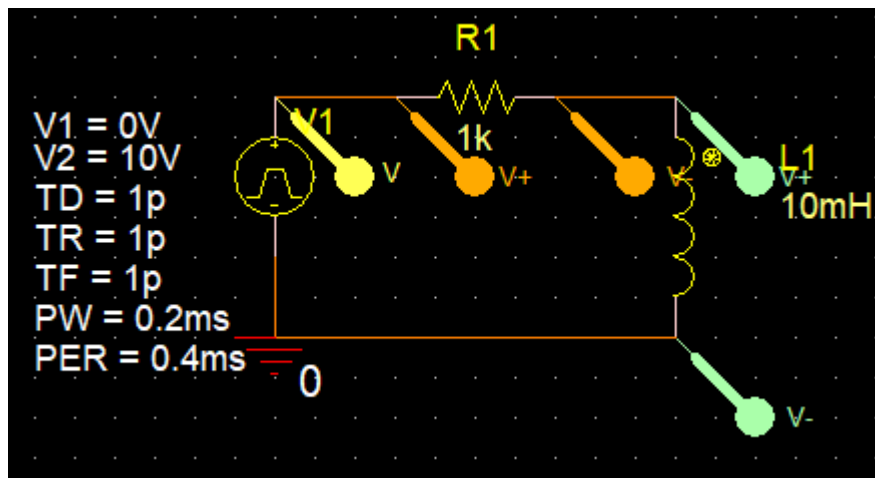 R1
V1
1k
V
V+
V-
L1
V+
10mH
V1 = 0V
V2 = 10V
TD = 1p
TR = 1p
TF = 1p
PW = 0.2ms
PER = 0.4ms
0
V-